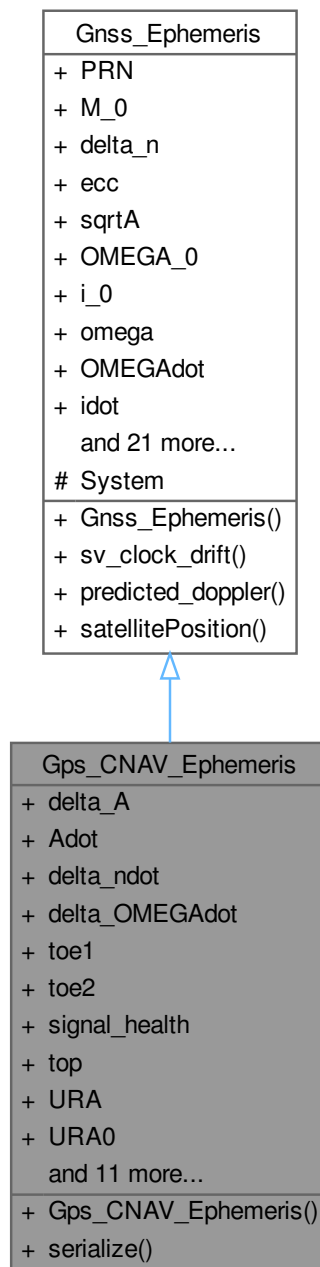 Gnss_Ephemeris
+ PRN
+ M_0
+ delta_n
+ ecc
+ sqrtA
+ OMEGA_0
+ i_0
+ omega
+ OMEGAdot
+ idot
and 21 more...
# System
+ Gnss_Ephemeris()
+ sv_clock_drift()
+ predicted_doppler()
+ satellitePosition()
Gps_CNAV_Ephemeris
+ delta_A
+ Adot
+ delta_ndot
+ delta_OMEGAdot
+ toe1
+ toe2
+ signal_health
+ top
+ URA
+ URA0
and 11 more...
+ Gps_CNAV_Ephemeris()
+ serialize()